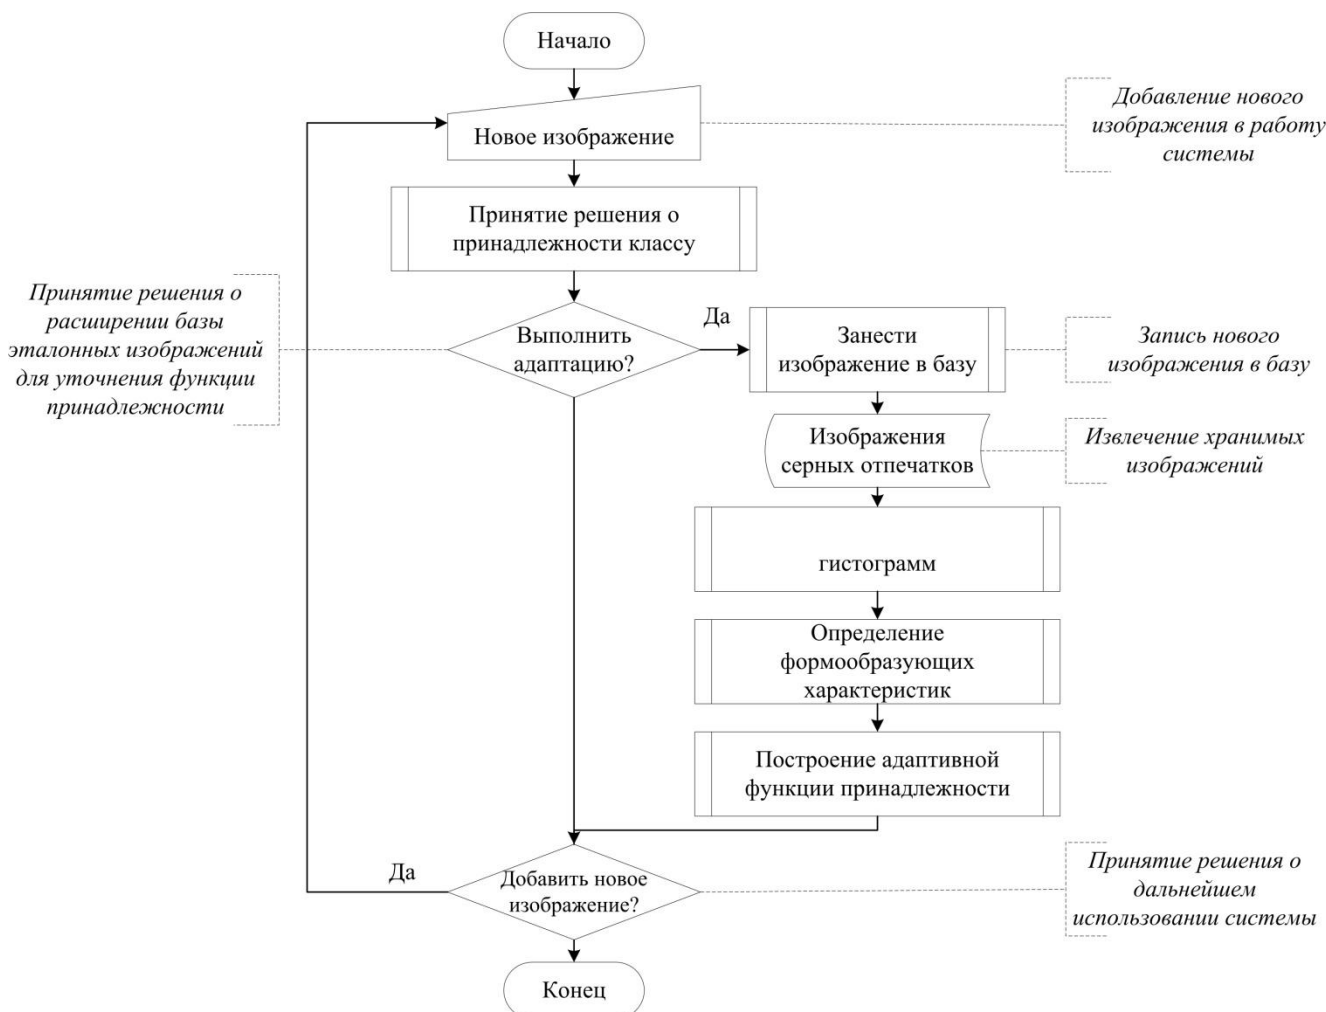 Начало
Новое изображение
Добавление нового
изображения в работу
системы
Принятие решения о
принадлежности классу
Принятие решения о
расширении базы
эталонных изображений
для уточнения функции
принадлежности
Выполнить
адаптацию?
Да
Занести
изображение в базу
Запись нового
изображения в базу
Изображения
серных отпечатков
Извлечение хранимых
изображений
гистограмм
Определение
формообразующих
характеристик
Построение адаптивной
функции принадлежности
Да
Добавить новое
изображение?
Принятие решения о
дальнейшем
использовании системы
Конец